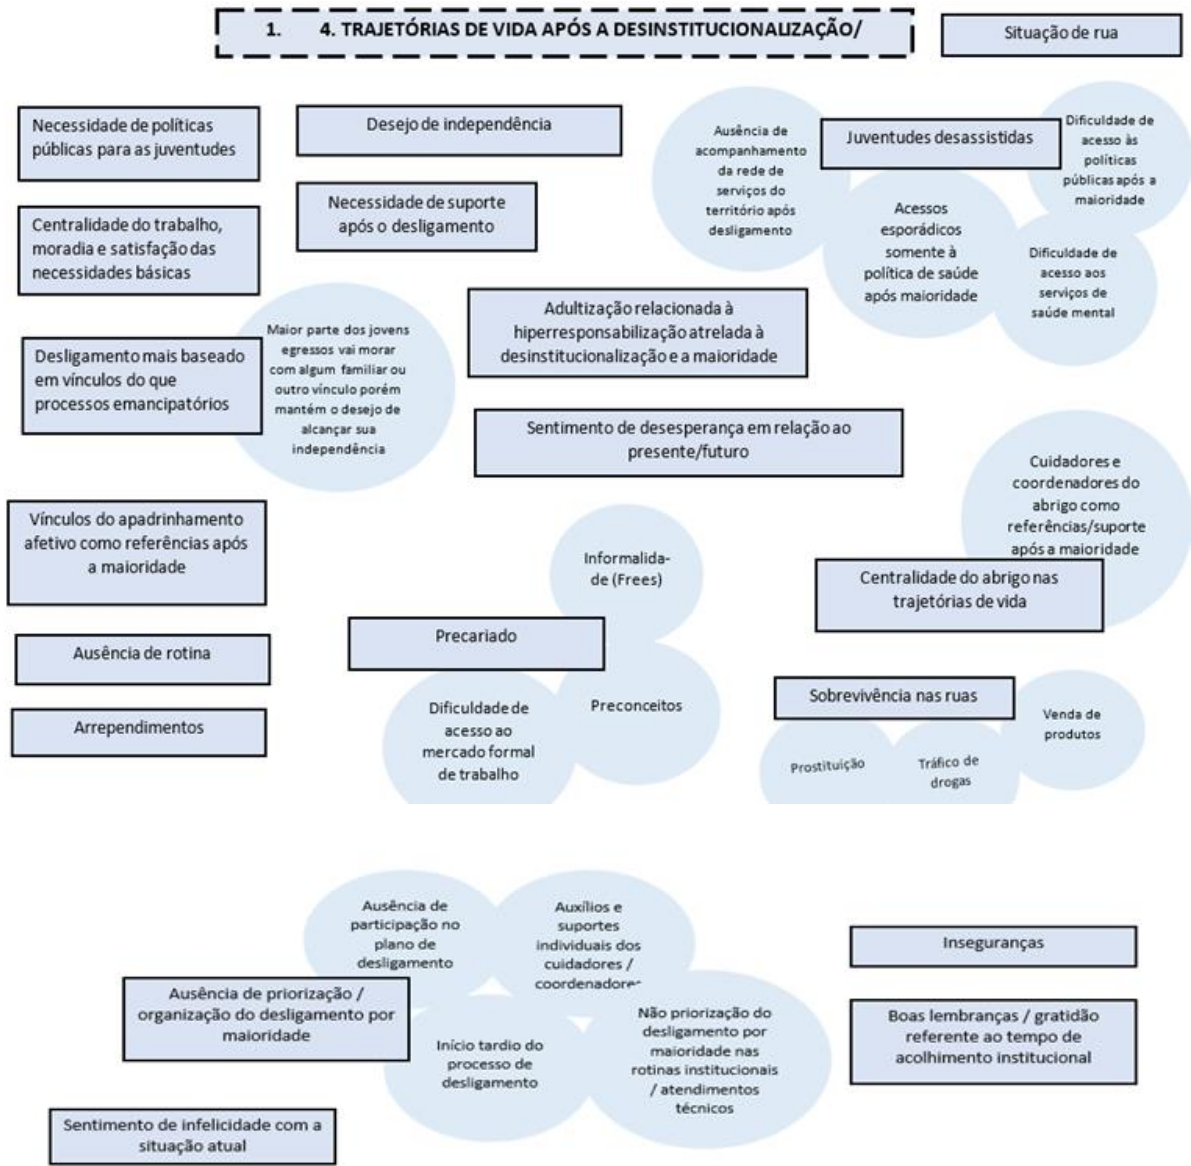 1. 4. TRAJETÓRIAS DE VIDA APÓS A DESINSTITUCIONALIZAÇÃO/
Situação de rua
Necessidade de políticas
públicas para as juventudes
Desejo de independência
Ausência de
acompanhamento
da rede de
serviços do
território após
desligamento
Juventudes desassistidas
Dificuldade de
acesso às
políticas
públicas após a
maioridade
Centralidade do trabalho,
moradia e satisfação das
necessidades básicas
Necessidade de suporte
após o desligamento
Acessos
esporádicos
somente à
política de saúde
após maioridade
Dificuldade de
acesso aos
serviços de
saúde mental
Desligamento mais baseado
em vínculos do que
processos emancipatórios
Maior parte dos jovens
egressos vai morar
com algum familiar ou
outro vínculo porém
mantém o desejo de
alcançar sua
independência
Adultização relacionada à
hiperresponsabilização atrelada à
desinstitucionalização e a maioridade
Sentimento de desesperança em relação ao
presente/futuro
Cuidadores e
coordenadores do
abrigo como
referências/suporte
após a maioridade
Centralidade do abrigo nas
trajetórias de vida
Vínculos do apadrinhamento
afetivo como referências após
a maioridade
Informalida-
de (Frees)
Precariado
Dificuldade de
acesso ao
mercado formal
de trabalho
Preconceitos
Ausência de rotina
Arrependimentos
Sobrevivência nas ruas
Prostituição
Tráfico de
drogas
Venda de
produtos
Ausência de
participação no
plano de
desligamento
Auxílios e
suportes
individuais dos
cuidadores /
coordenadores
Ausência de priorização /
organização do desligamento por
maioridade
Início tardio do
processo de
desligamento
Não priorização do
desligamento por
maioridade nas
rotinas institucionais
/ atendimentos
técnicos
Inseguranças
Boas lembranças / gratidão
referente ao tempo de
acolhimento institucional
Sentimento de infelicidade com a
situação atual